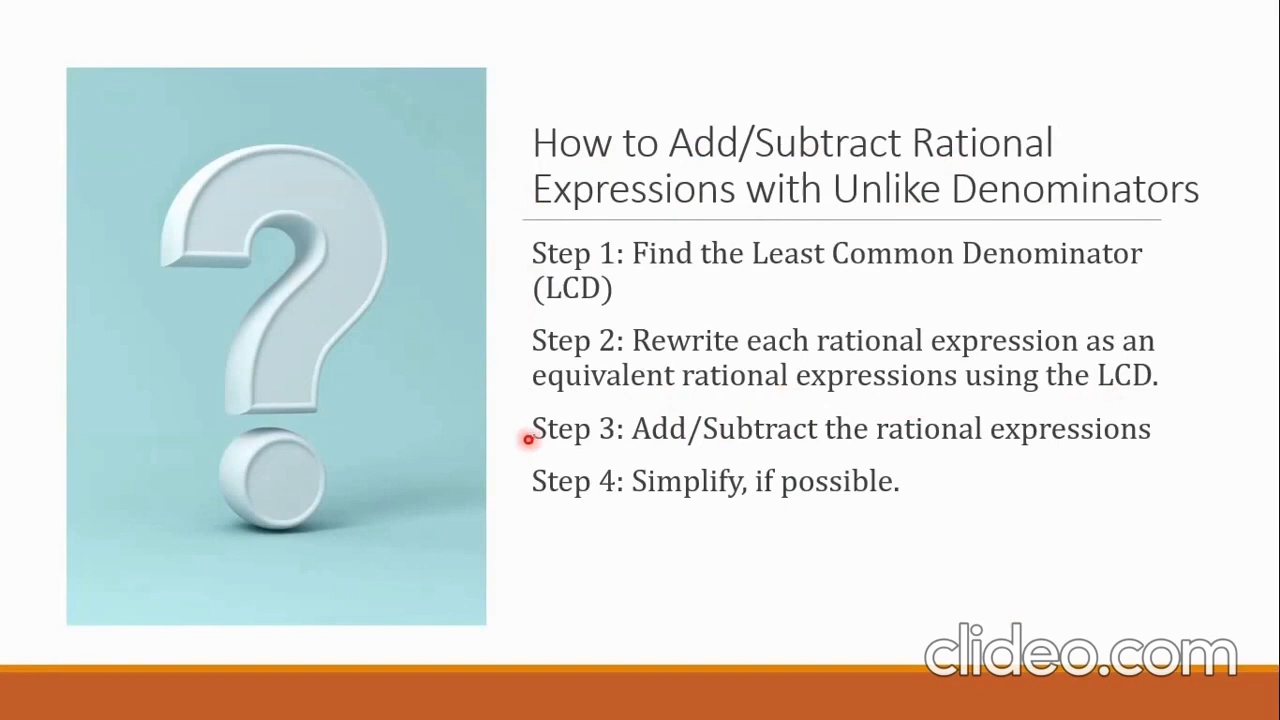 How to Add/Subtract Rational
Expressions with Unlike Denominators
Step 1: Find the Least Common Denominator
(LCD)
Step 2: Rewrite each rational expression as an
equivalent rational expressions using the LCD.
Step 3: Add/Subtract the rational expressions
Step 4: Simplify, if possible.
clideo.com